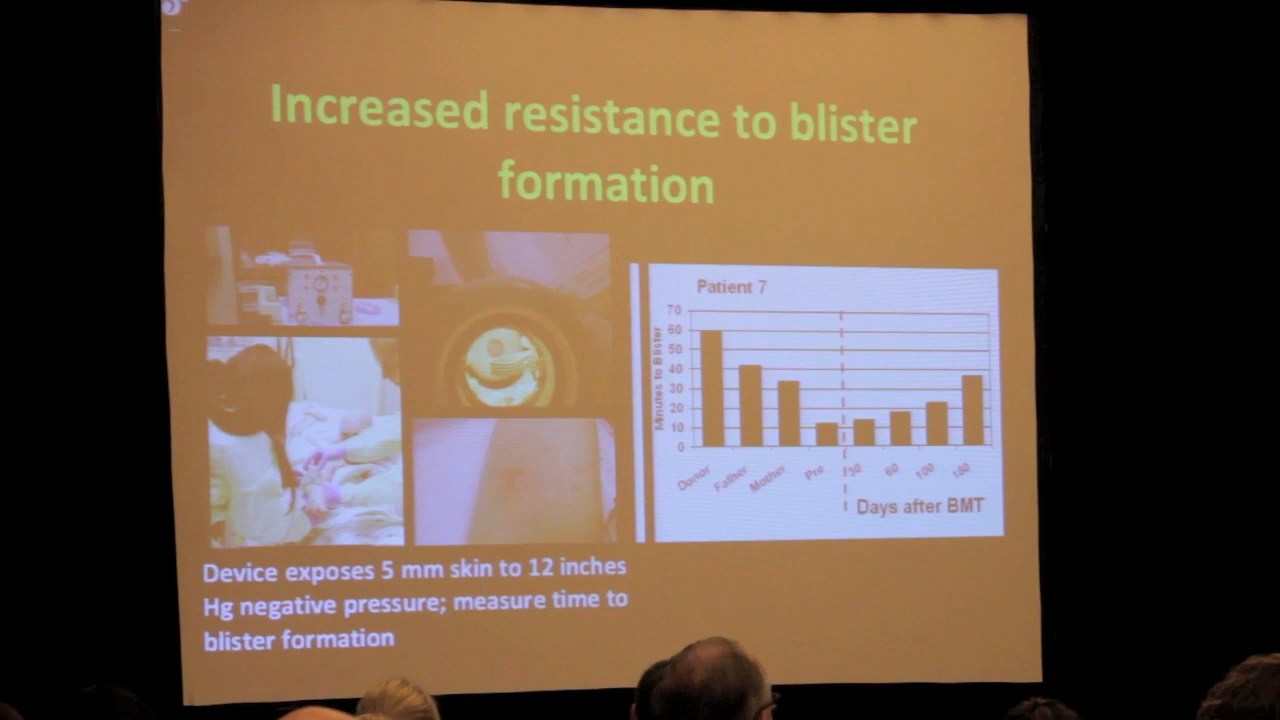 Increased resistance to blister
formation
Patient 7
Minutes to Blister
70
60
50
40
30
20
10
0
Donor
Father
Mother
Pre
30
60
100
180
Days after BMT
Device exposes 5 mm skin to 12 inches
Hg negative pressure; measure time to
blister formation